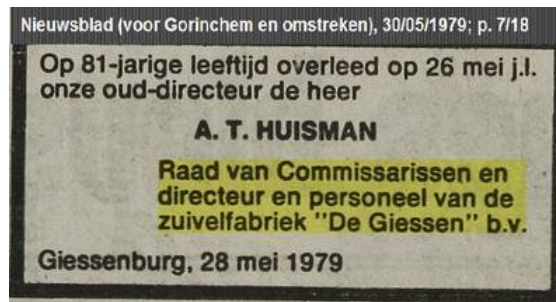 Nieuwsblad (voor Gorinchem en omstreken), 30/05/1979; p. 7/18
Op 81-jarige leeftijd overleed op 26 mei j.l.
onze oud-directeur de heer
A. T. HUISMAN
Raad van Commissarissen en
directeur en personeel van de
zuivelfabriek "De Giessen" b.v.
Giessenburg, 28 mei 1979